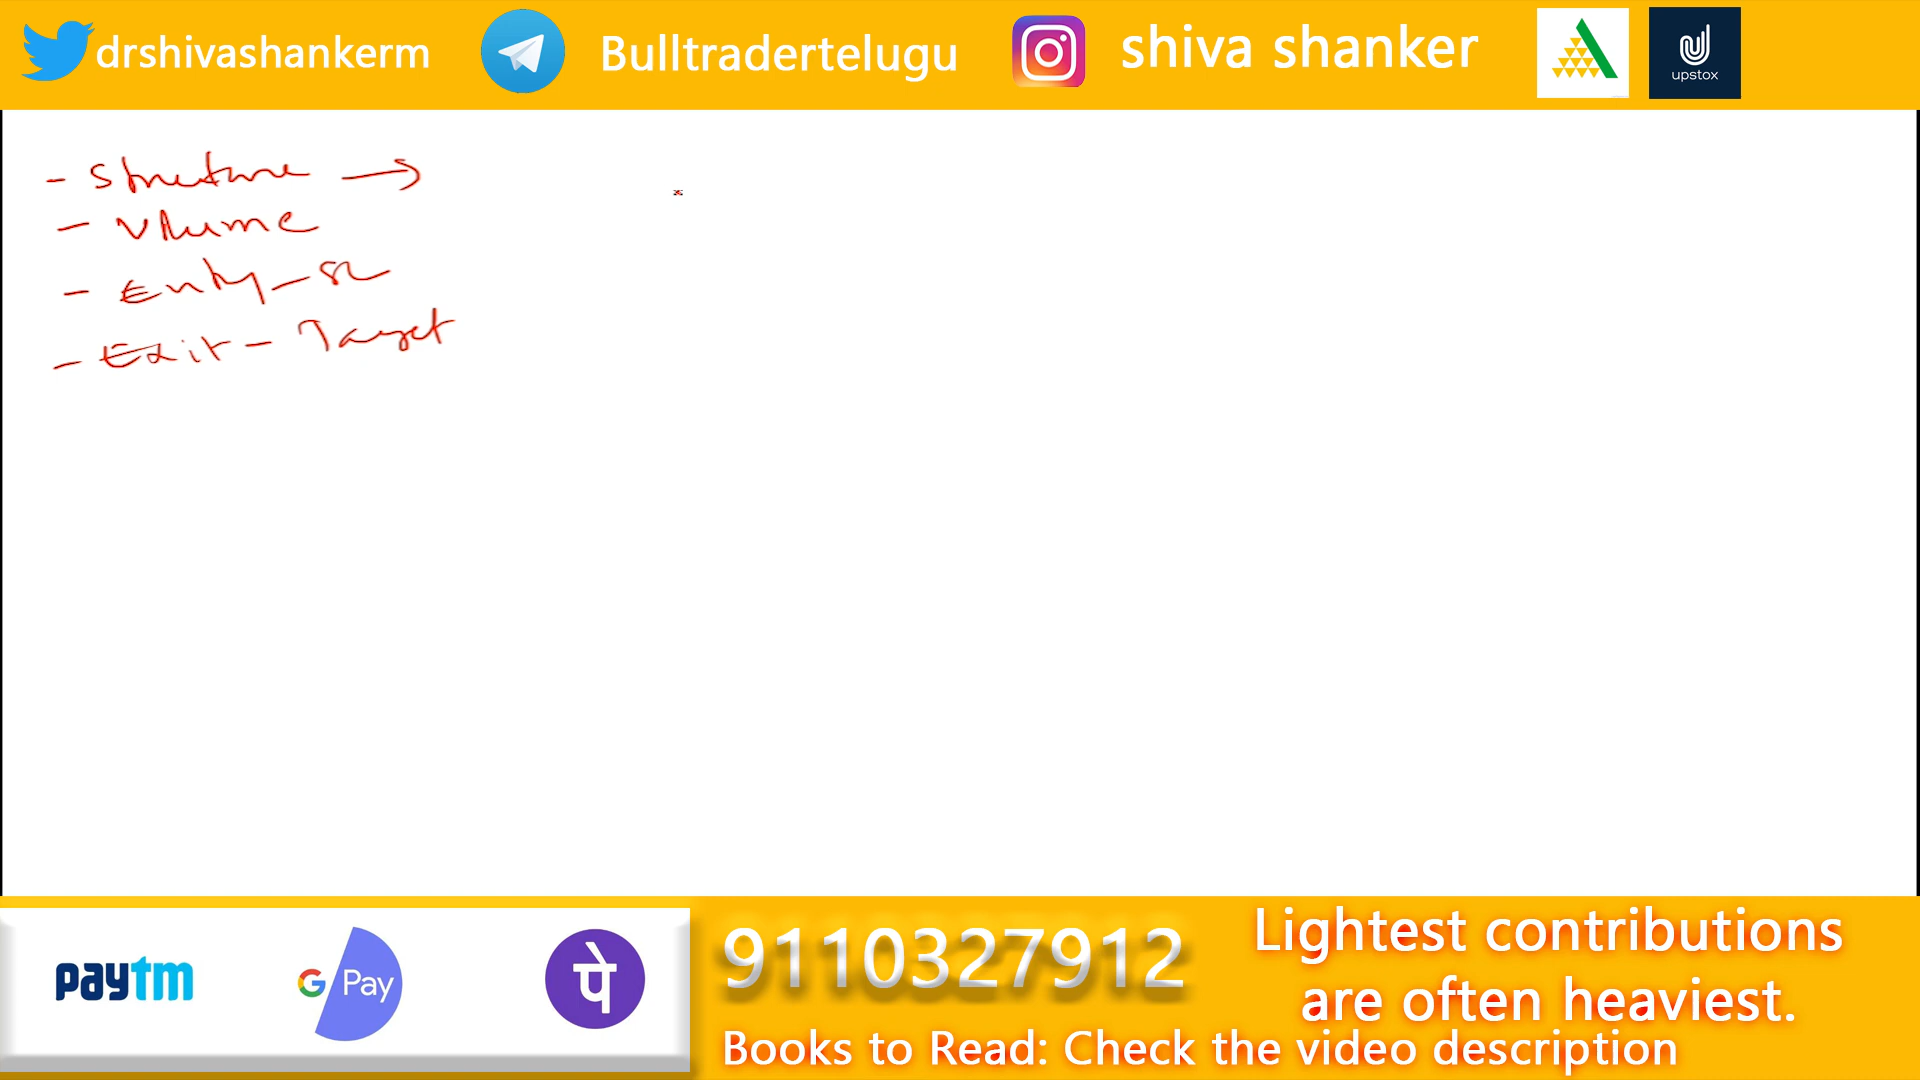 drshivashankerm
Bulltradertelugu
shiva shanker
upstox
- Structure →
- Vlume
- Entry - SL
- Exit - Target
paytm
G Pay
पे
9110327912
Lightest contributions
are often heaviest.
Books to Read: Check the video description